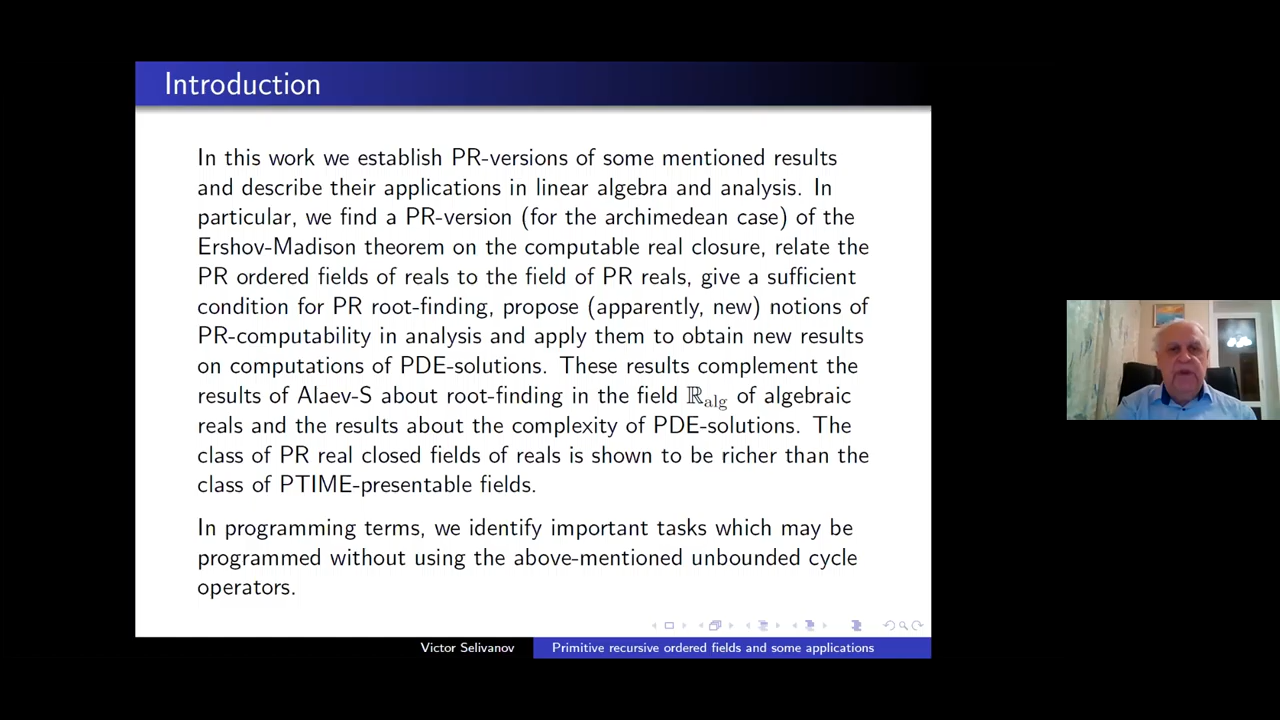 Introduction
In this work we establish PR-versions of some mentioned results
and describe their applications in linear algebra and analysis. In
particular, we find a PR-version (for the archimedean case) of the
Ershov-Madison theorem on the computable real closure, relate the
PR ordered fields of reals to the field of PR reals, give a sufficient
condition for PR root-finding, propose (apparently, new) notions of
PR-computability in analysis and apply them to obtain new results
on computations of PDE-solutions. These results complement the
results of Alaev-S about root-finding in the field ℝalg of algebraic
reals and the results about the complexity of PDE-solutions. The
class of PR real closed fields of reals is shown to be richer than the
class of PTIME-presentable fields.
In programming terms, we identify important tasks which may be
programmed without using the above-mentioned unbounded cycle
operators.
Victor Selivanov
Primitive recursive ordered fields and some applications